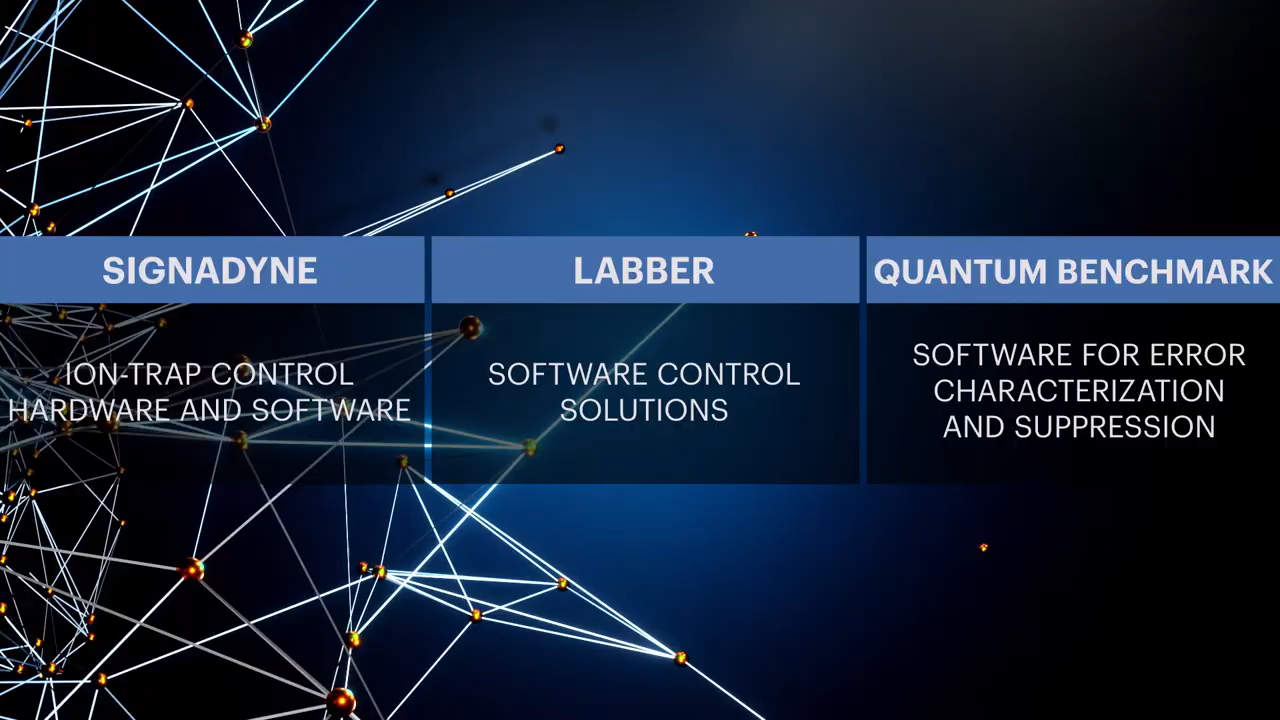 SIGNADYNE
ION-TRAP CONTROL
HARDWARE AND SOFTWARE
LABBER
SOFTWARE CONTROL
SOLUTIONS
QUANTUM BENCHMARK
SOFTWARE FOR ERROR
CHARACTERIZATION
AND SUPPRESSION